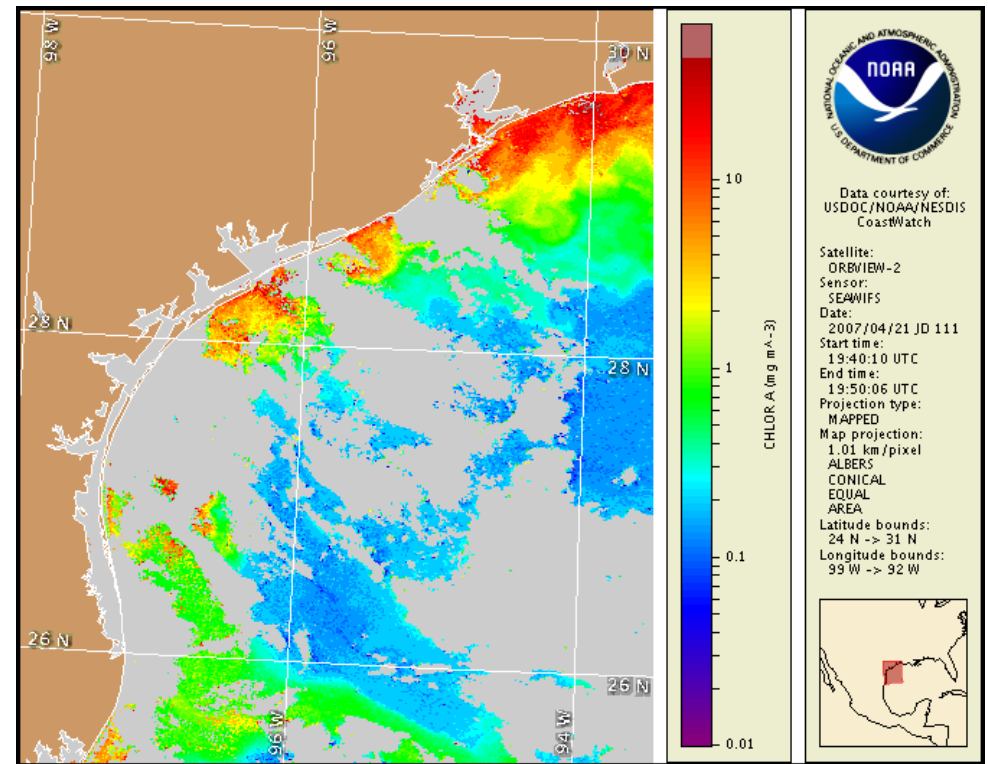 98 W
96 W
30 N
28 N
28 N
26 N
26 N
96 W
94 W
10
1
0.1
0.01
CHLOR A (mg m^-3)
NATIONAL OCEANIC AND ATMOSPHERIC ADMINISTRATION
NOAA
U.S. DEPARTMENT OF COMMERCE
Data courtesy of:
USDOC/NOAA/NESDIS
CoastWatch
Satellite:
ORBVIEW-2
Sensor:
SEAWIFS
Date:
2007/04/21 JD 111
Start time:
19:40:10 UTC
End time:
19:50:06 UTC
Projection type:
MAPPED
Map projection:
1.01 km/pixel
ALBERS
CONICAL
EQUAL
AREA
Latitude bounds:
24 N -> 31 N
Longitude bounds:
99 W -> 92 W